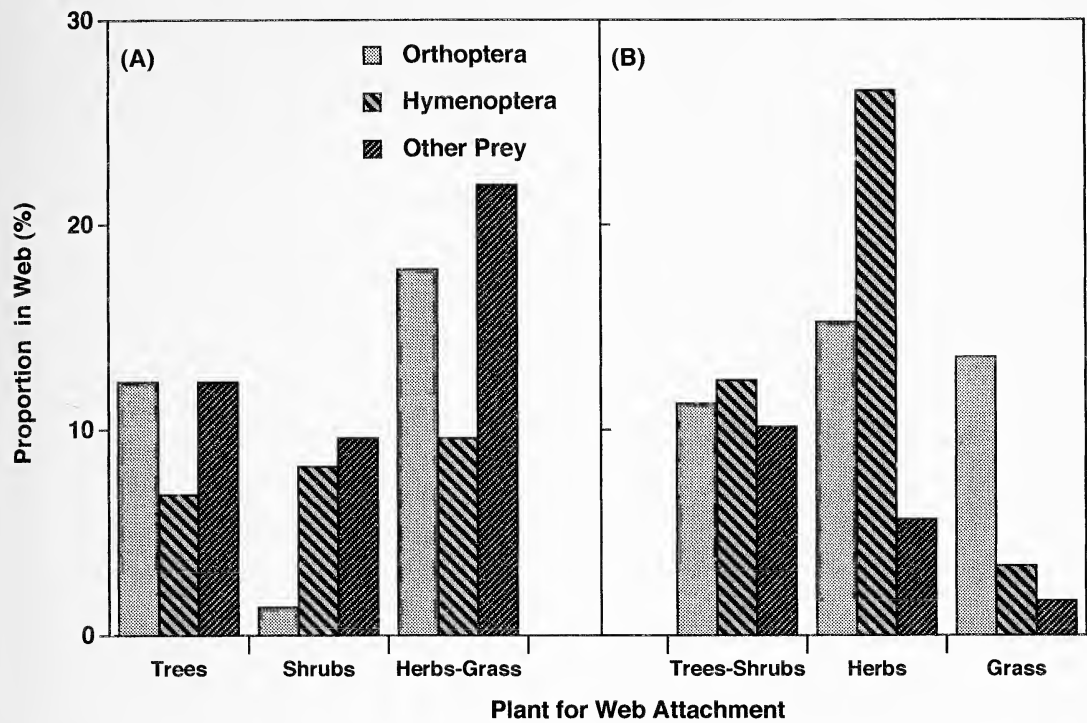 30
20
10
0
Proportion in Web (%)
(A)
Orthoptera
Hymenoptera
Other Prey
(B)
Trees
Shrubs
Herbs-Grass
Trees-Shrubs
Herbs
Grass
Plant for Web Attachment